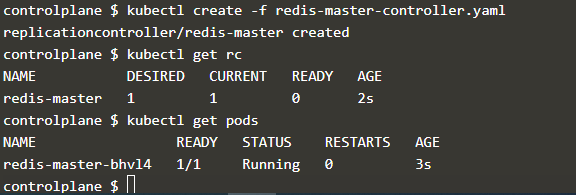 controlplane $ kubectl create -f redis-master-controller.yaml
replicationcontroller/redis-master created
controlplane $ kubectl get rc
NAME           DESIRED   CURRENT   READY   AGE
redis-master   1         1         0       2s
controlplane $ kubectl get pods
NAME                 READY   STATUS    RESTARTS   AGE
redis-master-bhvl4   1/1     Running   0          3s
controlplane $